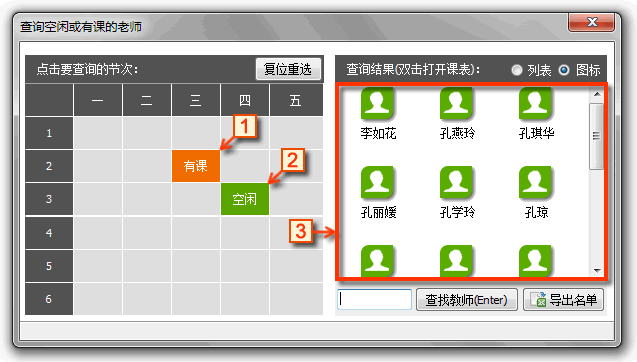 查询空闲或有课的老师
点击要查询的节次：
复位重选
一 二 三 四 五
1
2 有课
3 空闲
4
5
6
1
2
3
查询结果(双击打开课表)： 列表 图标
李如花 孔燕玲 孔琪华
孔丽媛 孔学玲 孔琼
查找教师(Enter) 导出名单